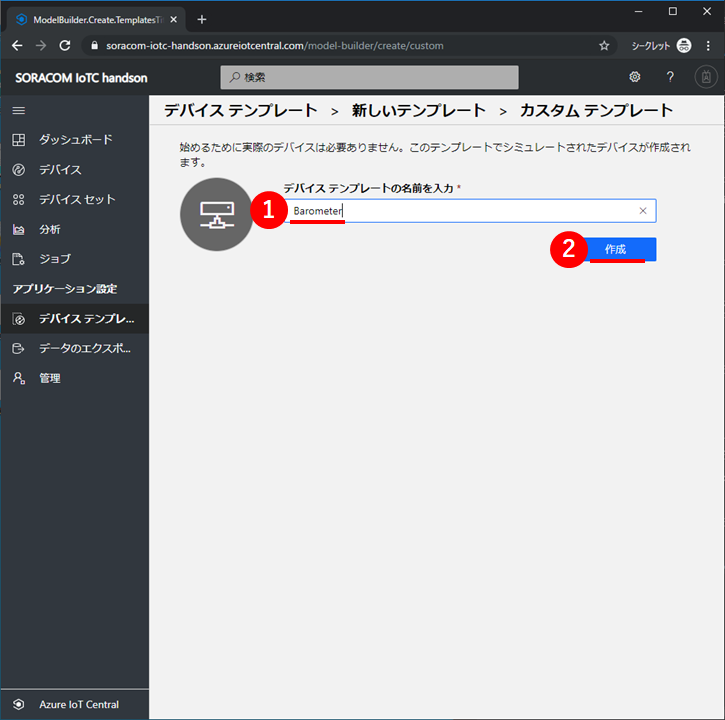 ModelBuilder.Create.TemplatesTi
soracom-iotc-handson.azureiotcentral.com/model-builder/create/custom
シークレット
SORACOM IoTC handson
検索
?
ダッシュボード
デバイス
デバイス セット
分析
ジョブ
アプリケーション設定
デバイス テンプレ...
データのエクスポ...
管理
Azure IoT Central
デバイス テンプレート > 新しいテンプレート > カスタム テンプレート
始めるために実際のデバイスは必要ありません。このテンプレートでシミュレートされたデバイスが作成され
ます。
デバイス テンプレートの名前を入力 *
1 Barometer
2 作成